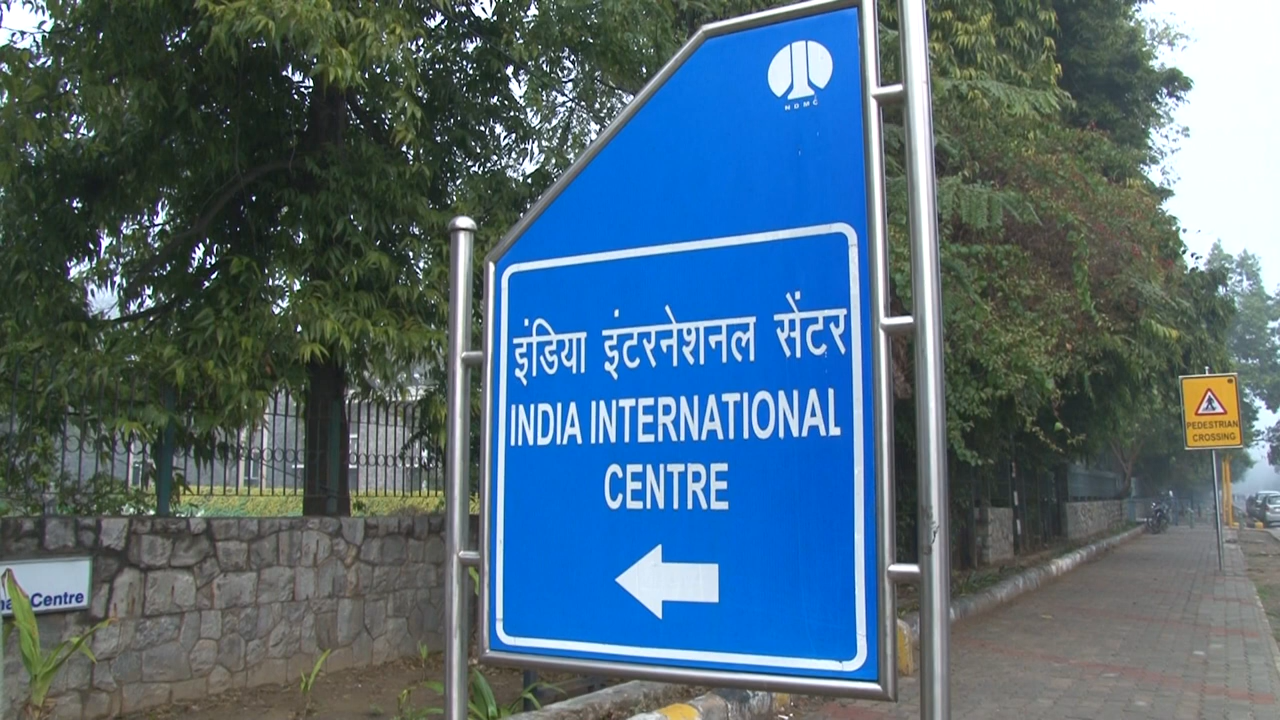 NDMC
इंडिया इंटरनेशनल सेंटर
INDIA INTERNATIONAL
CENTRE
PEDESTRIAN
CROSSING
Centre